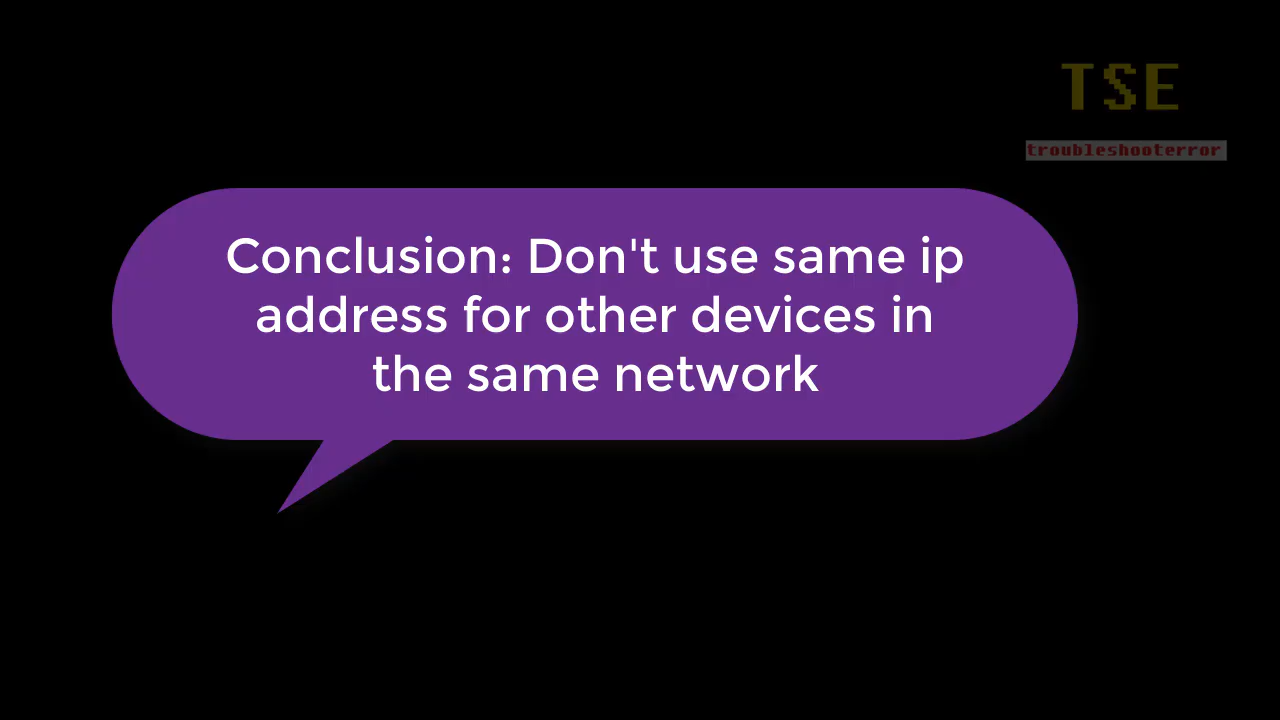 TSE
troubleshooterror
Conclusion: Don't use same ip
address for other devices in
the same network